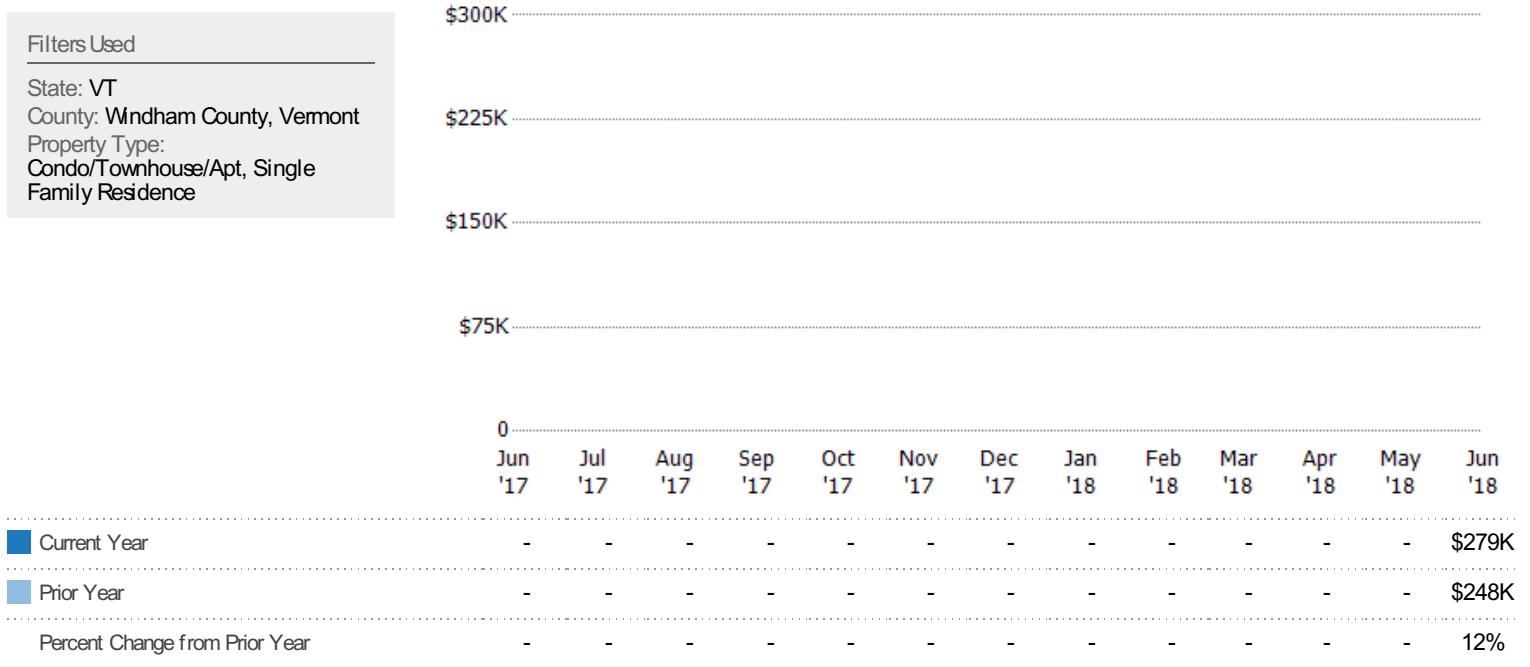 Filters Used
State: VT
County: Windham County, Vermont
Property Type:
Condo/Townhouse/Apt, Single
Family Residence
$300K
$225K
$150K
$75K
0
Jun Jul Aug Sep Oct Nov Dec Jan Feb Mar Apr May Jun
'17 '17 '17 '17 '17 '17 '17 '18 '18 '18 '18 '18 '18
Current Year - - - - - - - - - - - - $279K
Prior Year - - - - - - - - - - - - $248K
Percent Change from Prior Year - - - - - - - - - - - - 12%